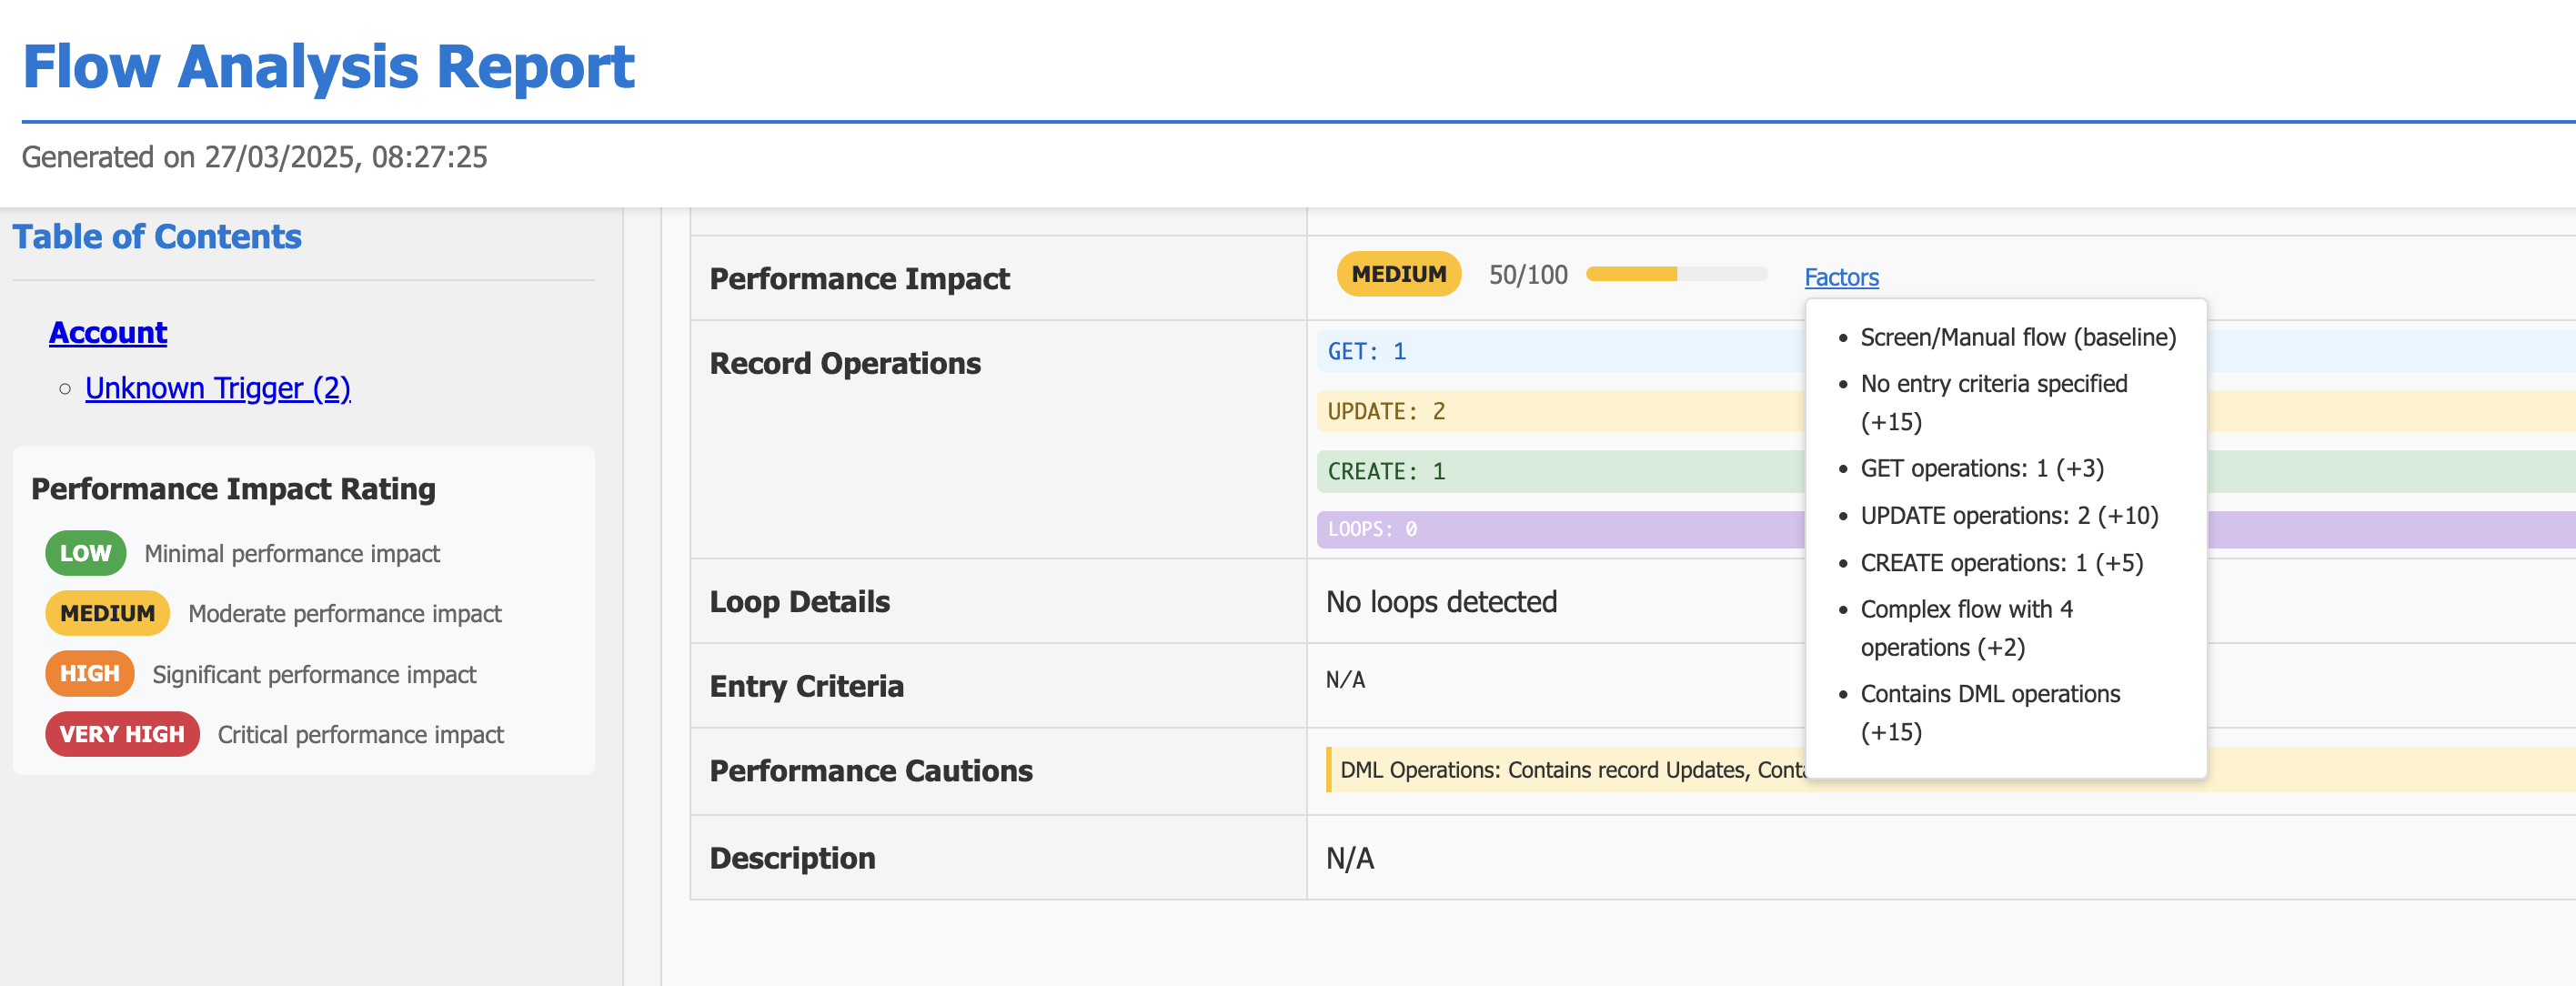 Flow Analysis Report
Generated on 27/03/2025, 08:27:25
Table of Contents
Account
Unknown Trigger (2)
Performance Impact Rating
LOW Minimal performance impact
MEDIUM Moderate performance impact
HIGH Significant performance impact
VERY HIGH Critical performance impact
Performance Impact
MEDIUM 50/100 Factors
Record Operations
GET: 1
UPDATE: 2
CREATE: 1
LOOPS: 0
Screen/Manual flow (baseline)
No entry criteria specified
(+15)
GET operations: 1 (+3)
UPDATE operations: 2 (+10)
CREATE operations: 1 (+5)
Complex flow with 4
operations (+2)
Contains DML operations
(+15)
Loop Details
No loops detected
Entry Criteria
N/A
Performance Cautions
DML Operations: Contains record Updates,
Description
N/A